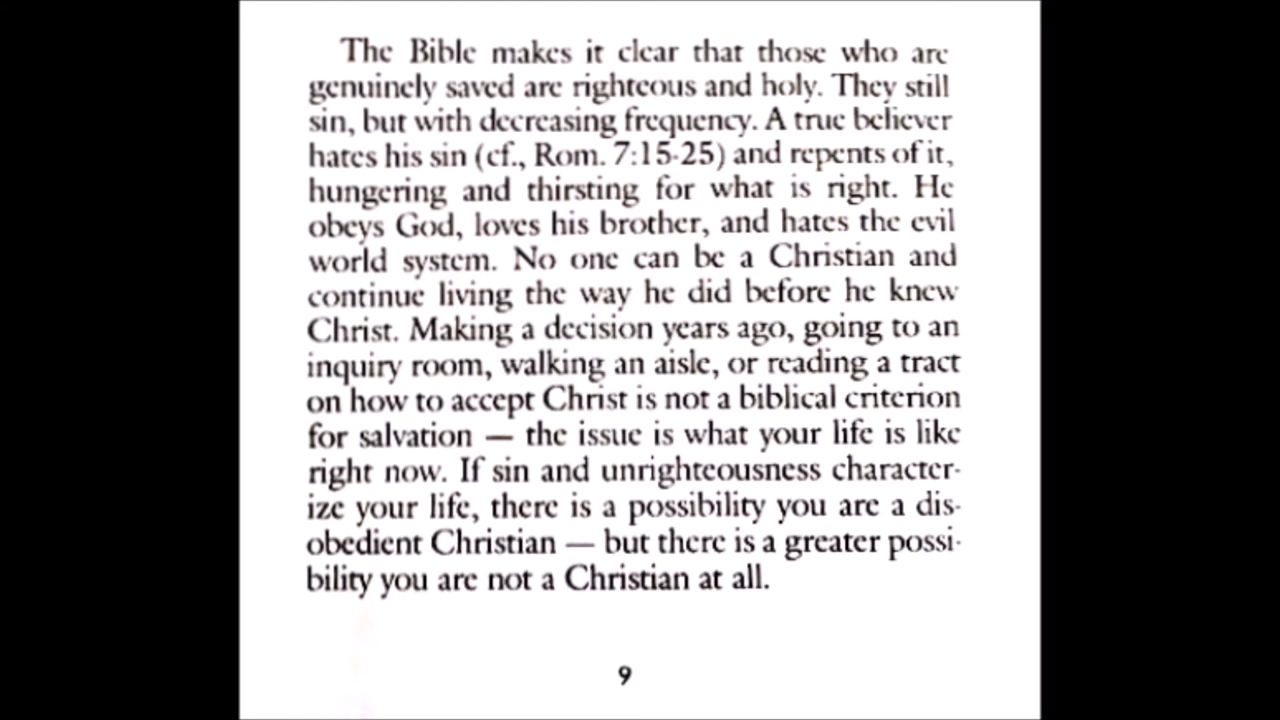 The Bible makes it clear that those who are
genuinely saved are righteous and holy. They still
sin, but with decreasing frequency. A true believer
hates his sin (cf., Rom. 7:15-25) and repents of it,
hungering and thirsting for what is right. He
obeys God, loves his brother, and hates the evil
world system. No one can be a Christian and
continue living the way he did before he knew
Christ. Making a decision years ago, going to an
inquiry room, walking an aisle, or reading a tract
on how to accept Christ is not a biblical criterion
for salvation — the issue is what your life is like
right now. If sin and unrighteousness character-
ize your life, there is a possibility you are a dis-
obedient Christian — but there is a greater possi-
bility you are not a Christian at all.
9